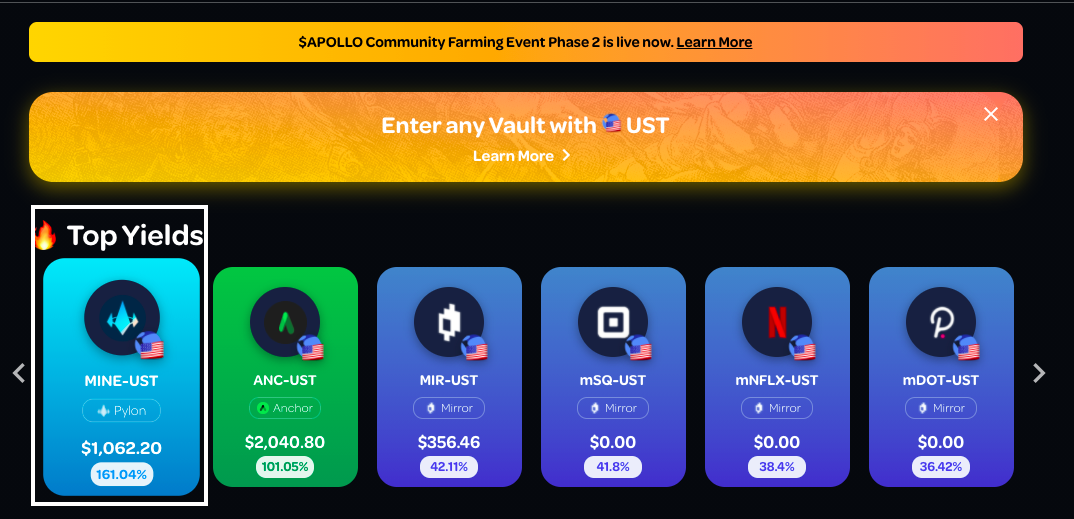 $APOLLO Community Farming Event Phase 2 is live now. Learn More
Enter any Vault with UST
Learn More
Top Yields
MINE-UST
Pylon
$1,062.20
161.04%
ANC-UST
Anchor
$2,040.80
101.05%
MIR-UST
Mirror
$356.46
42.11%
mSQ-UST
Mirror
$0.00
41.8%
mNFLX-UST
Mirror
$0.00
38.4%
mDOT-UST
Mirror
$0.00
36.42%